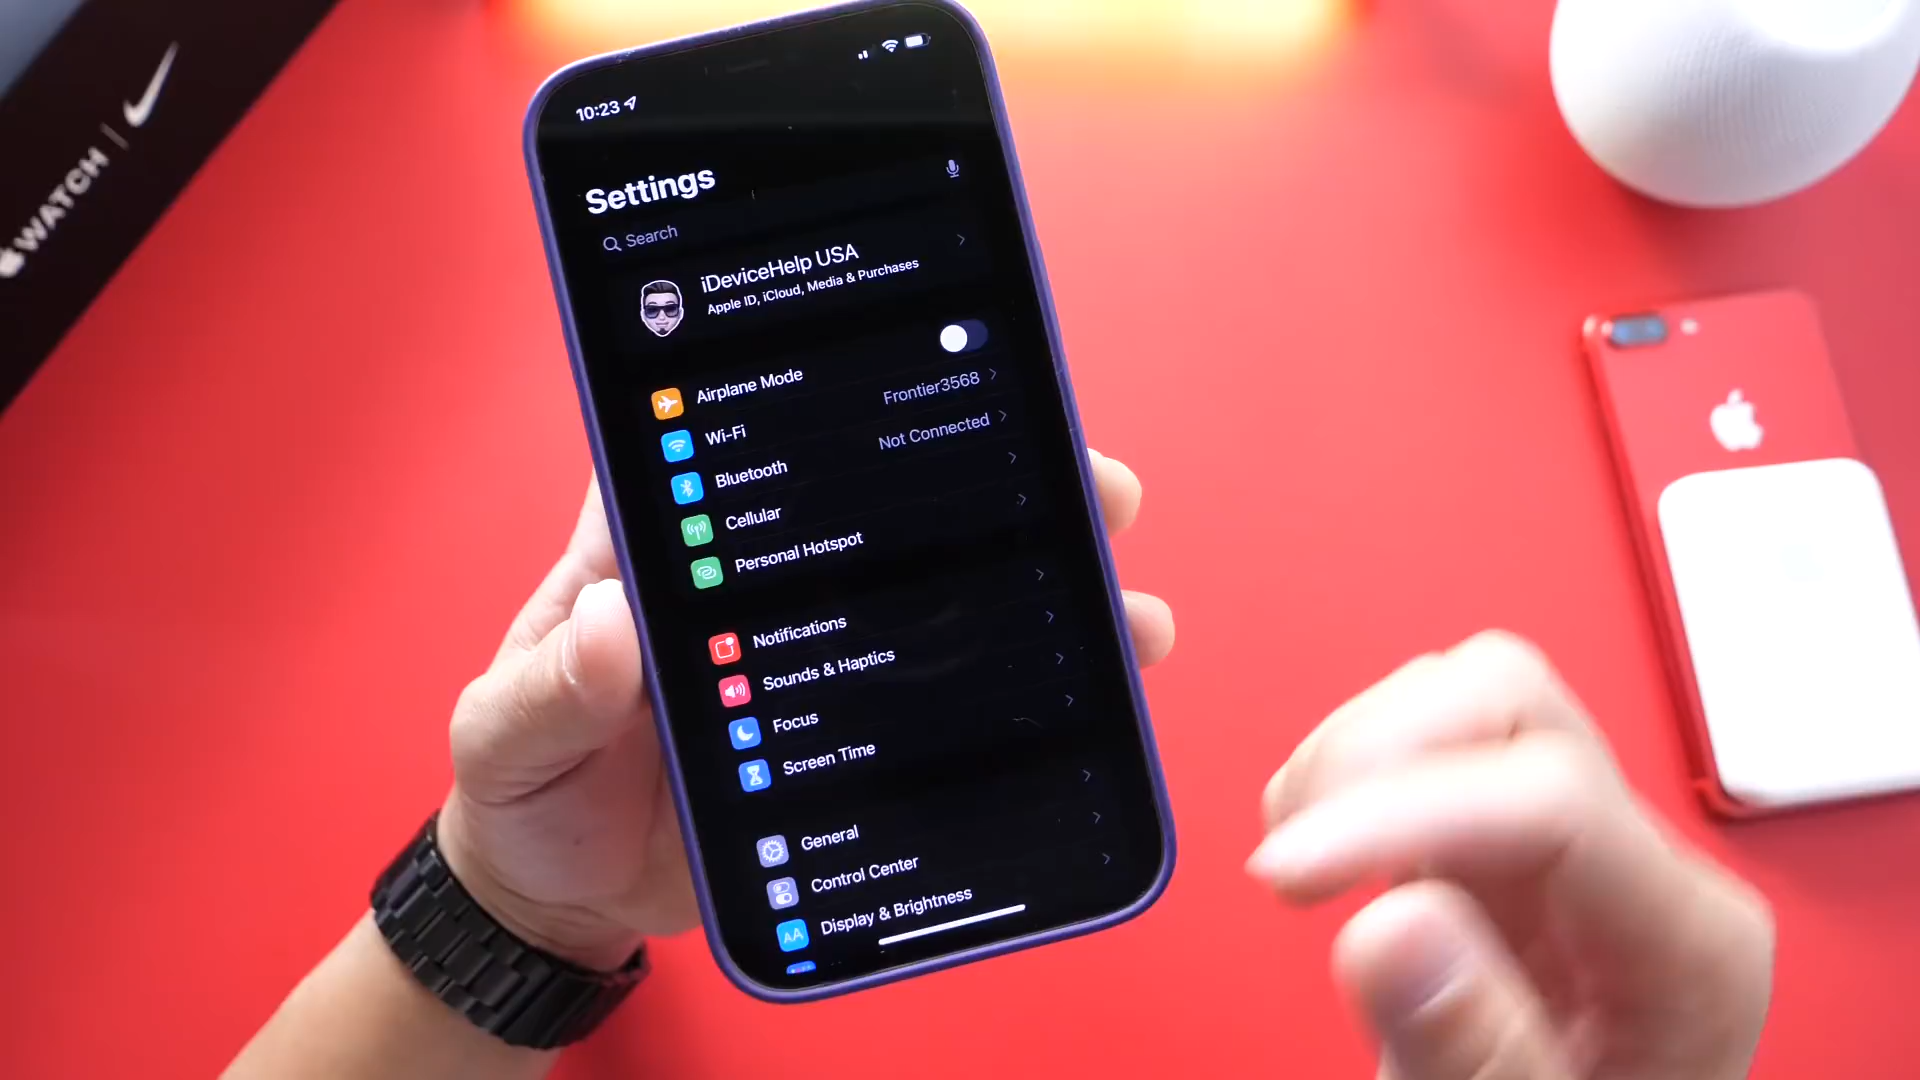 WATCH
10:23
Settings
Search
iDeviceHelp USA
Apple ID, iCloud, Media & Purchases
Airplane Mode
Wi-Fi
Frontier3568
Bluetooth
Not Connected
Cellular
Personal Hotspot
Notifications
Sounds & Haptics
Focus
Screen Time
General
Control Center
AA
Display & Brightness